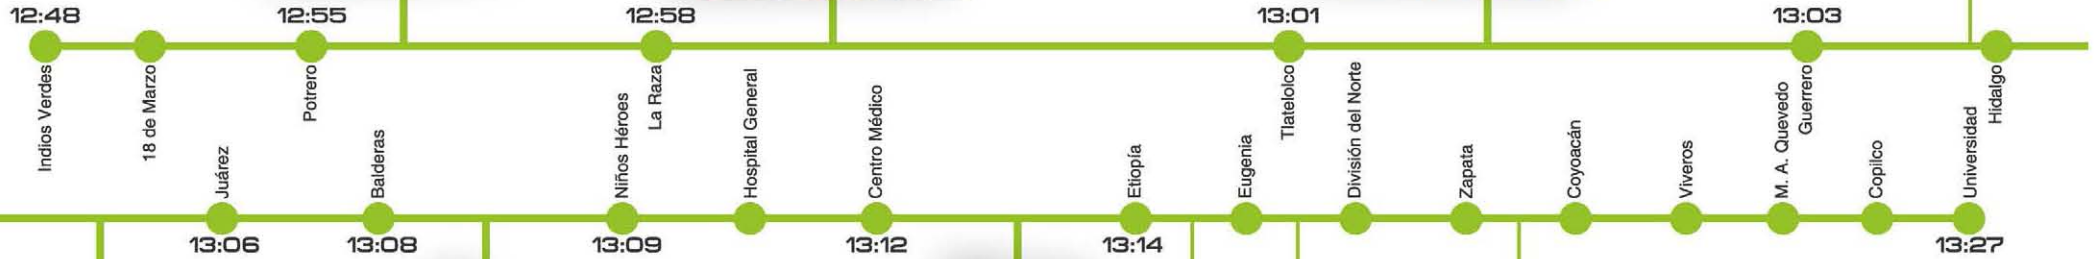 12:48
12:55
12:58
13:01
13:03
Indios Verdes
18 de Marzo
Potrero
La Raza
Tlatelolco
Guerrero
Hidalgo
Juárez
Balderas
Niños Héroes
Hospital General
Centro Médico
Etiopía
Eugenia
División del Norte
Zapata
Coyoacán
Viveros
M. A. Quevedo
Copilco
Universidad
13:06
13:08
13:09
13:12
13:14
13:27